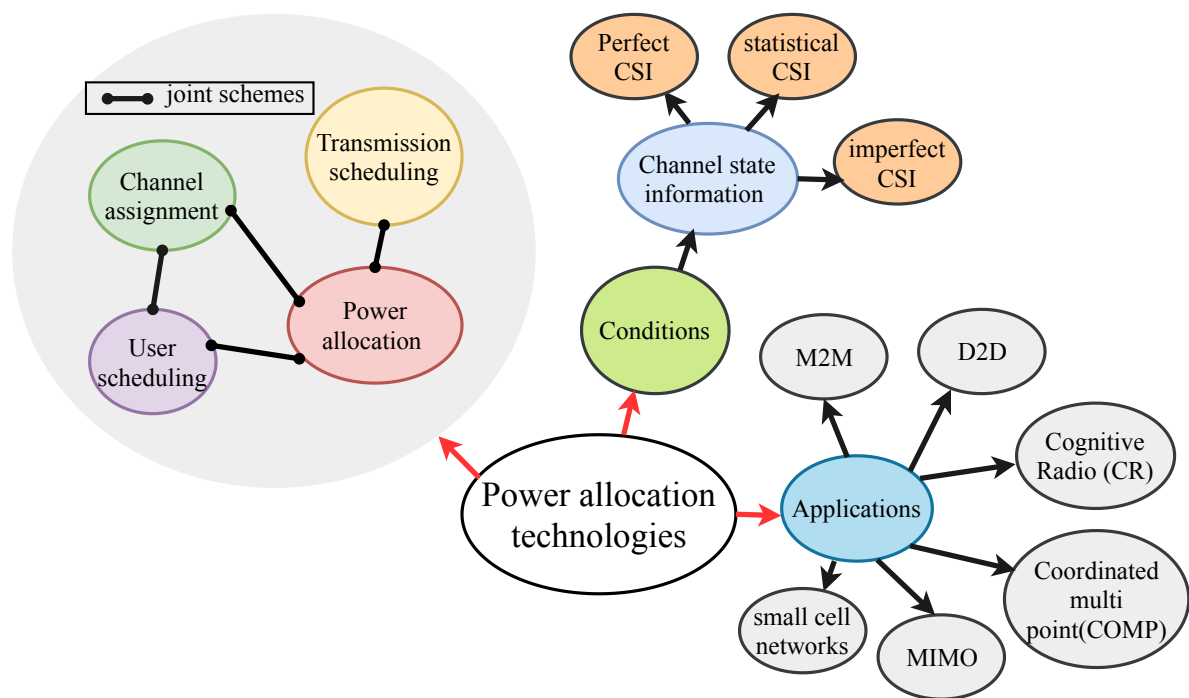 joint schemes
Transmission
scheduling
Channel
assignment
Power
allocation
User
scheduling
Perfect
CSI
statistical
CSI
Channel state
information
imperfect
CSI
Conditions
Power allocation
technologies
Applications
M2M
D2D
Cognitive
Radio (CR)
Coordinated
multi
point(COMP)
MIMO
small cell
networks